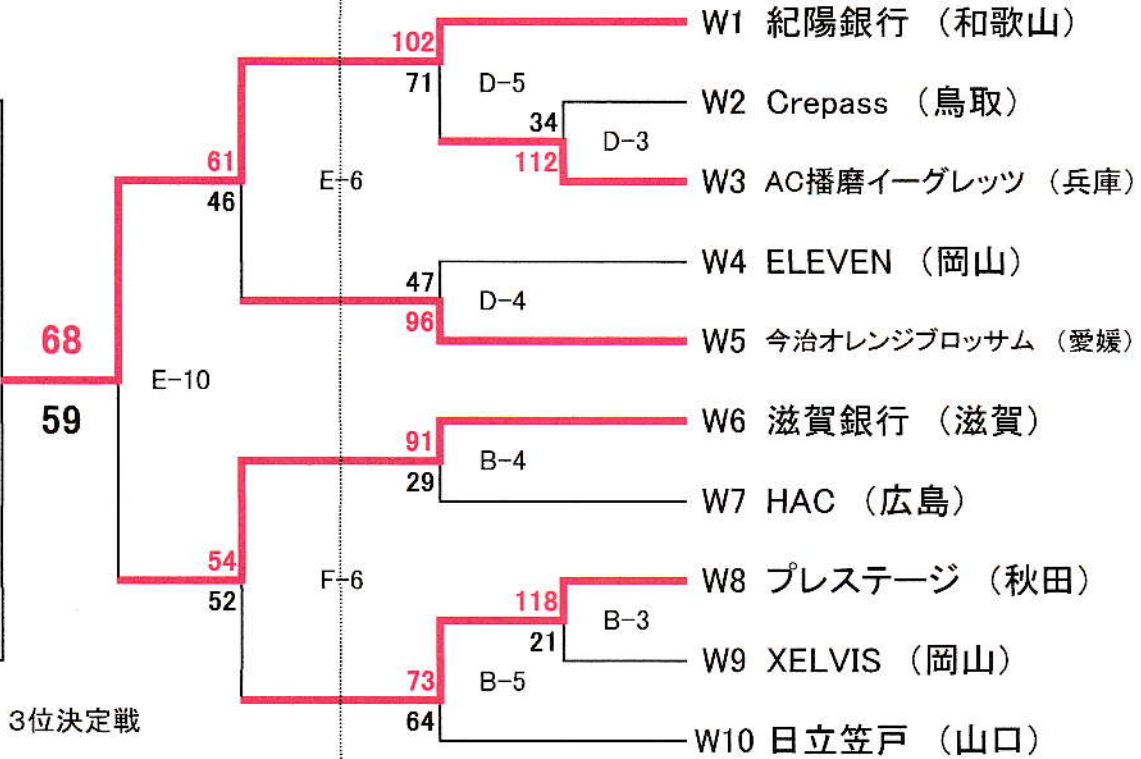 W1 紀陽銀行 (和歌山)
102
71
D-5
W2 Crepass (鳥取)
34
112
D-3
61
46
E-6
W3 AC播磨イーグレッツ (兵庫)
W4 ELEVEN (岡山)
47
96
D-4
W5 今治オレンジブロッサム (愛媛)
68
59
E-10
W6 滋賀銀行 (滋賀)
91
29
B-4
W7 HAC (広島)
54
52
F-6
W8 プレステージ (秋田)
118
21
B-3
W9 XELVIS (岡山)
73
64
B-5
3位決定戦
W10 日立笠戸 (山口)